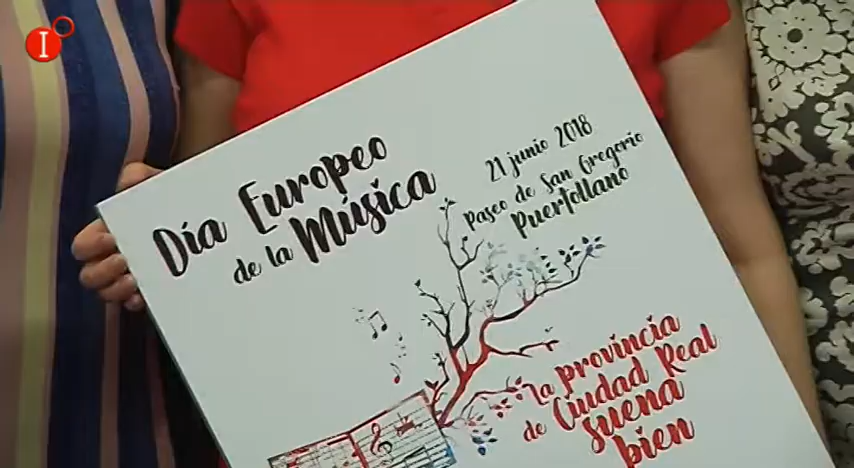 I
Día Europeo
de la Música
21 junio 2018
Paseo de San Gregorio
Puertollano
La provincia
de Ciudad Real
suena
bien